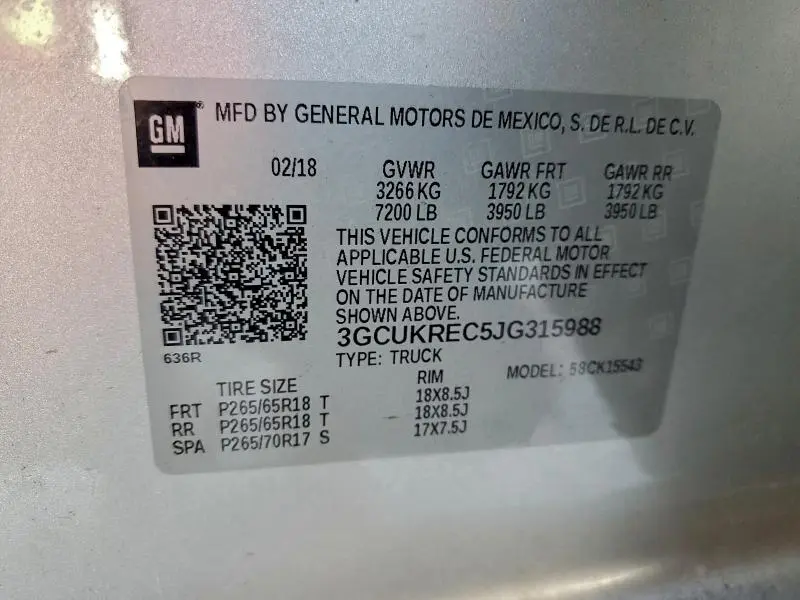 GM
MFD BY GENERAL MOTORS DE MEXICO, S. DE R.L. DE C.V.
02/18 GVWR GAWR FRT GAWR RR
3266 KG 1792 KG 1792 KG
7200 LB 3950 LB 3950 LB
THIS VEHICLE CONFORMS TO ALL
APPLICABLE U.S. FEDERAL MOTOR
VEHICLE SAFETY STANDARDS IN EFFECT
ON THE DATE OF MANUFACTURE
SHOWN ABOVE.
3GCUKREC5JG315988
636R
TYPE: TRUCK MODEL: 58CK15543
TIRE SIZE RIM
FRT P265/65R18 T 18X8.5J
RR P265/65R18 T 18X8.5J
SPA P265/70R17 S 17X7.5J